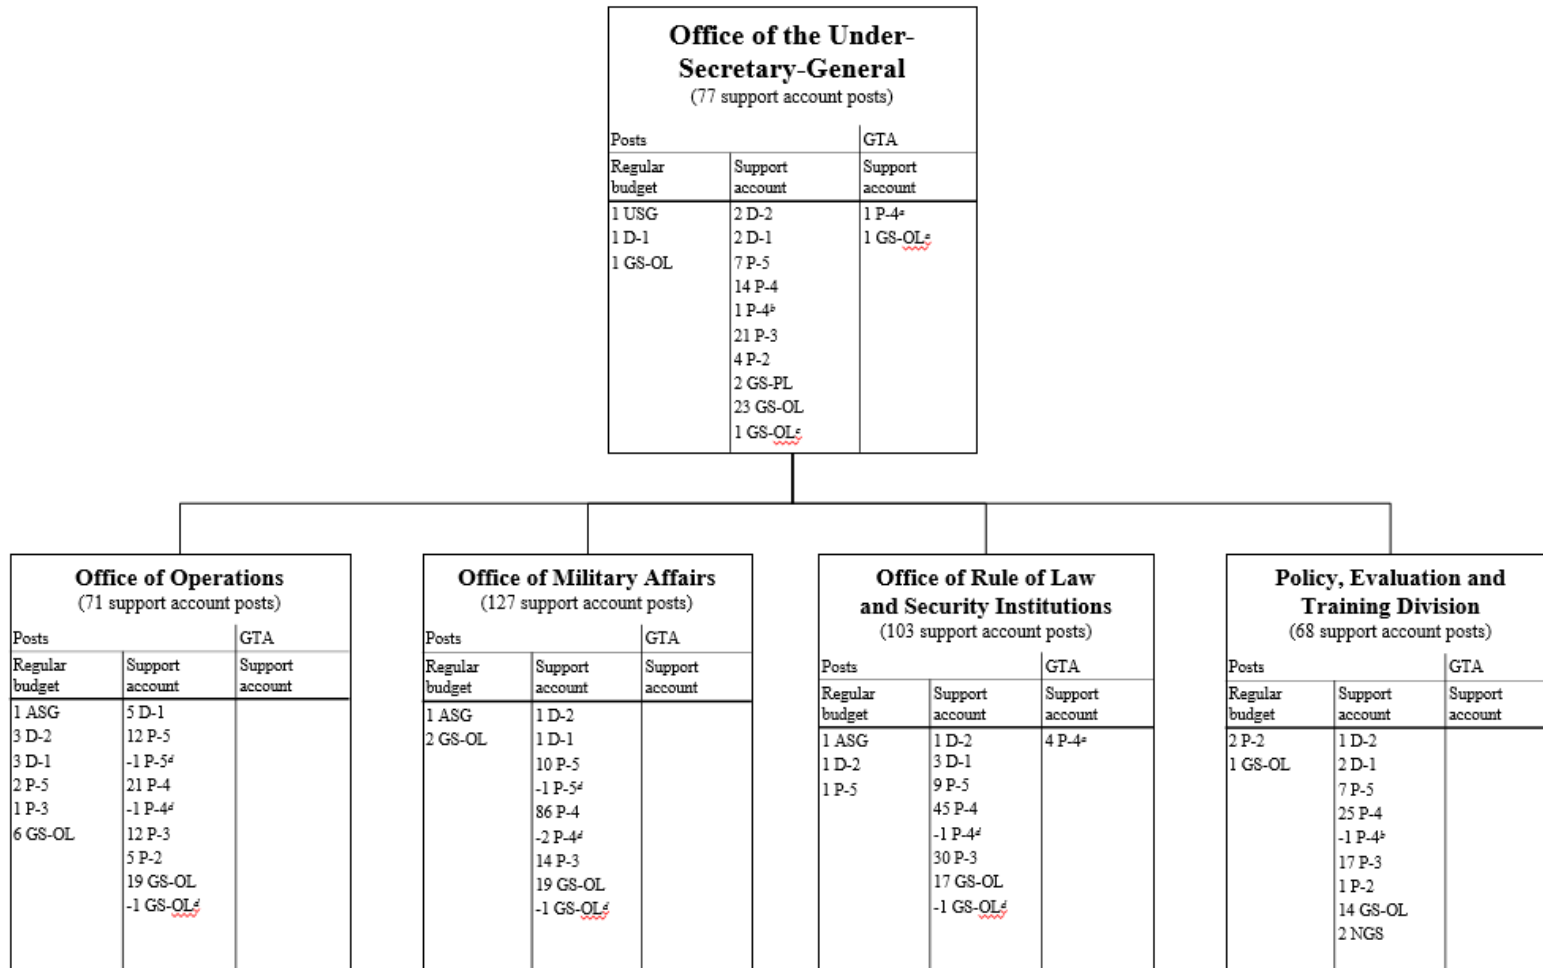 Office of the Under-
Secretary-General
(77 support account posts)
Posts
GTA
Regular
budget
Support
account
Support
account
1 USG
1 D-1
1 GS-OL
2 D-2
2 D-1
7 P-5
14 P-4
1 P-4ᵇ
21 P-3
4 P-2
2 GS-PL
23 GS-OL
1 GS-OLᶜ
1 P-4ᵃ
1 GS-OLᵃ
Office of Operations
(71 support account posts)
Posts
GTA
Regular
budget
Support
account
Support
account
1 ASG
3 D-2
3 D-1
2 P-5
1 P-3
6 GS-OL
5 D-1
12 P-5
-1 P-5ᵈ
21 P-4
-1 P-4ᵈ
12 P-3
5 P-2
19 GS-OL
-1 GS-OLᵈ
Office of Military Affairs
(127 support account posts)
Posts
GTA
Regular
budget
Support
account
Support
account
1 ASG
2 GS-OL
1 D-2
1 D-1
10 P-5
-1 P-5ᵈ
86 P-4
-2 P-4ᵈ
14 P-3
19 GS-OL
-1 GS-OLᵈ
Office of Rule of Law
and Security Institutions
(103 support account posts)
Posts
GTA
Regular
budget
Support
account
Support
account
1 ASG
1 D-2
1 P-5
1 D-2
3 D-1
9 P-5
45 P-4
-1 P-4ᵈ
30 P-3
17 GS-OL
-1 GS-OLᵈ
4 P-4ᵃ
Policy, Evaluation and
Training Division
(68 support account posts)
Posts
GTA
Regular
budget
Support
account
Support
account
2 P-2
1 GS-OL
1 D-2
2 D-1
7 P-5
25 P-4
-1 P-4ᵇ
17 P-3
1 P-2
14 GS-OL
2 NGS